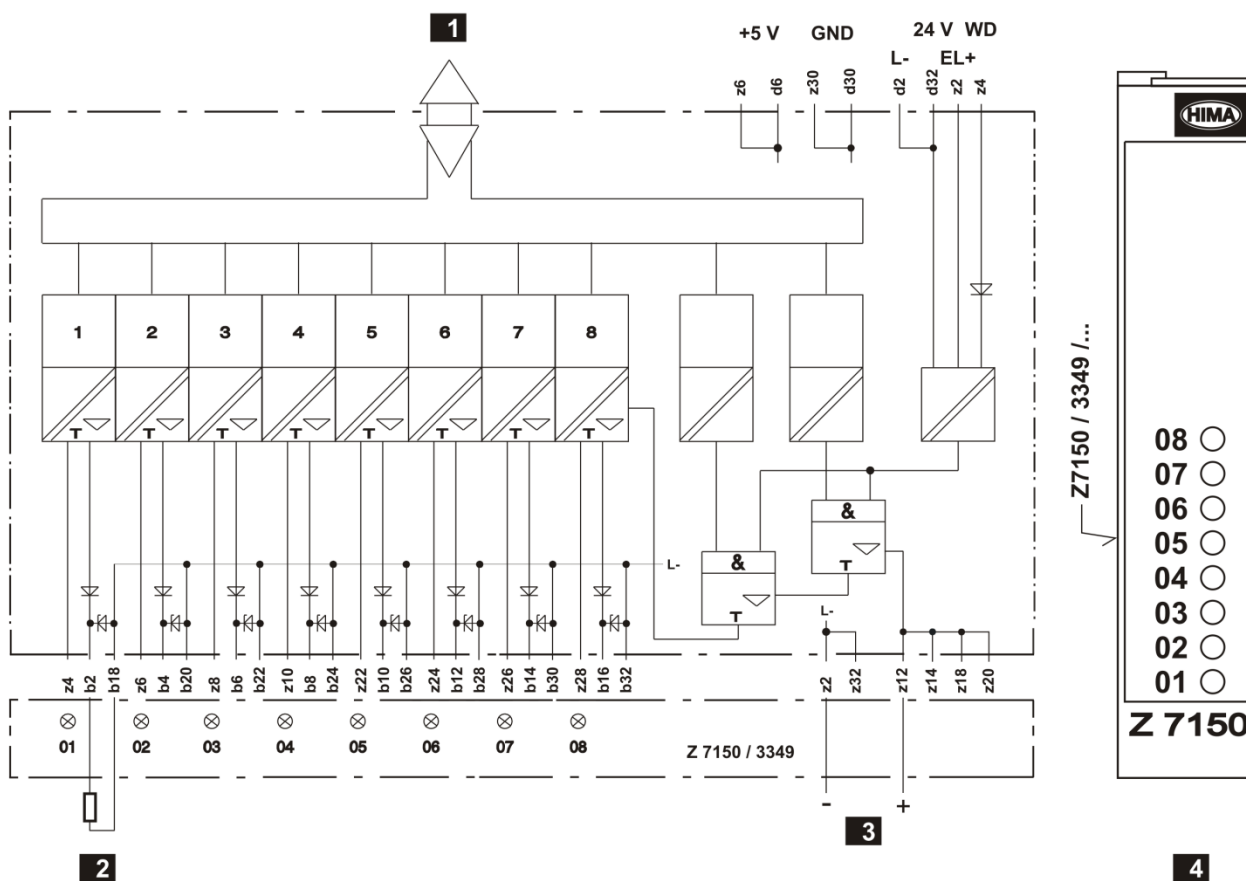 1
+5 V GND 24 V WD
L- EL+
z6 d6 z30 d30 d2 d32 z2 z4
HIMA
1 2 3 4 5 6 7 8
T T T T T T T T
&
T
&
T
L-
L-
z4 b2 b18 z6 b4 b20 z8 b6 b22 z10 b8 b24 z22 b10 b26 z24 b12 b28 z26 b14 b30 z28 b16 b32 z2 z32 z12 z14 z18 z20
01 02 03 04 05 06 07 08
Z 7150 / 3349
- +
2
3
Z7150 / 3349 /...
08
07
06
05
04
03
02
01
Z 7150
4